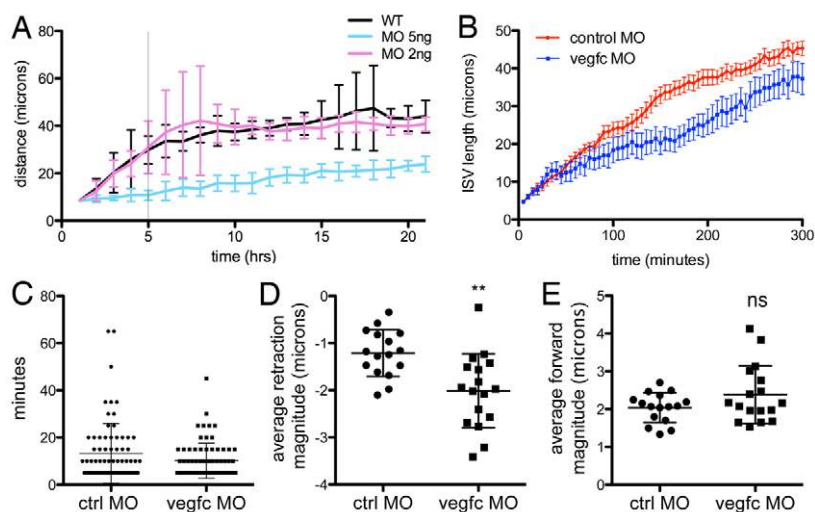 A
distance (microns)
80
60
40
20
0
0
5
10
15
20
time (hrs)
WT
MO 5ng
MO 2ng
B
ISV length (microns)
50
40
30
20
10
0
0
100
200
300
time (minutes)
control MO
vegfc MO
C
minutes
80
60
40
20
0
ctrl MO
vegfc MO
D
average retraction
magnitude (microns)
-0
-1
-2
-3
-4
**
ctrl MO
vegfc MO
E
average forward
magnitude (microns)
5
4
3
2
1
0
ns
ctrl MO
vegfc MO